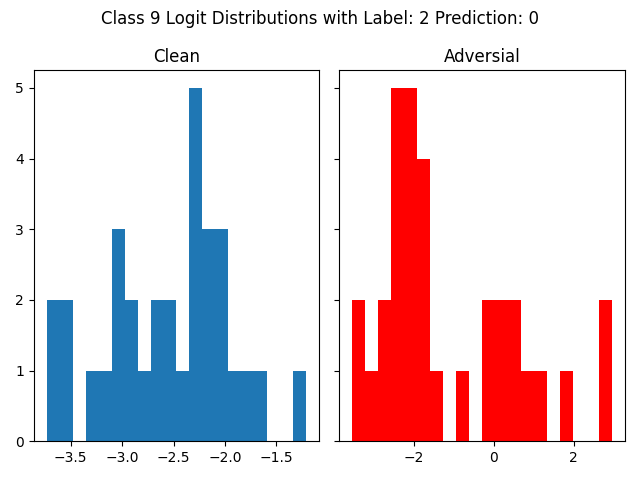 Class 9 Logit Distributions with Label: 2 Prediction: 0
Clean
Adversial
5
4
3
2
1
0
−3.5 −3.0 −2.5 −2.0 −1.5
−2 0 2